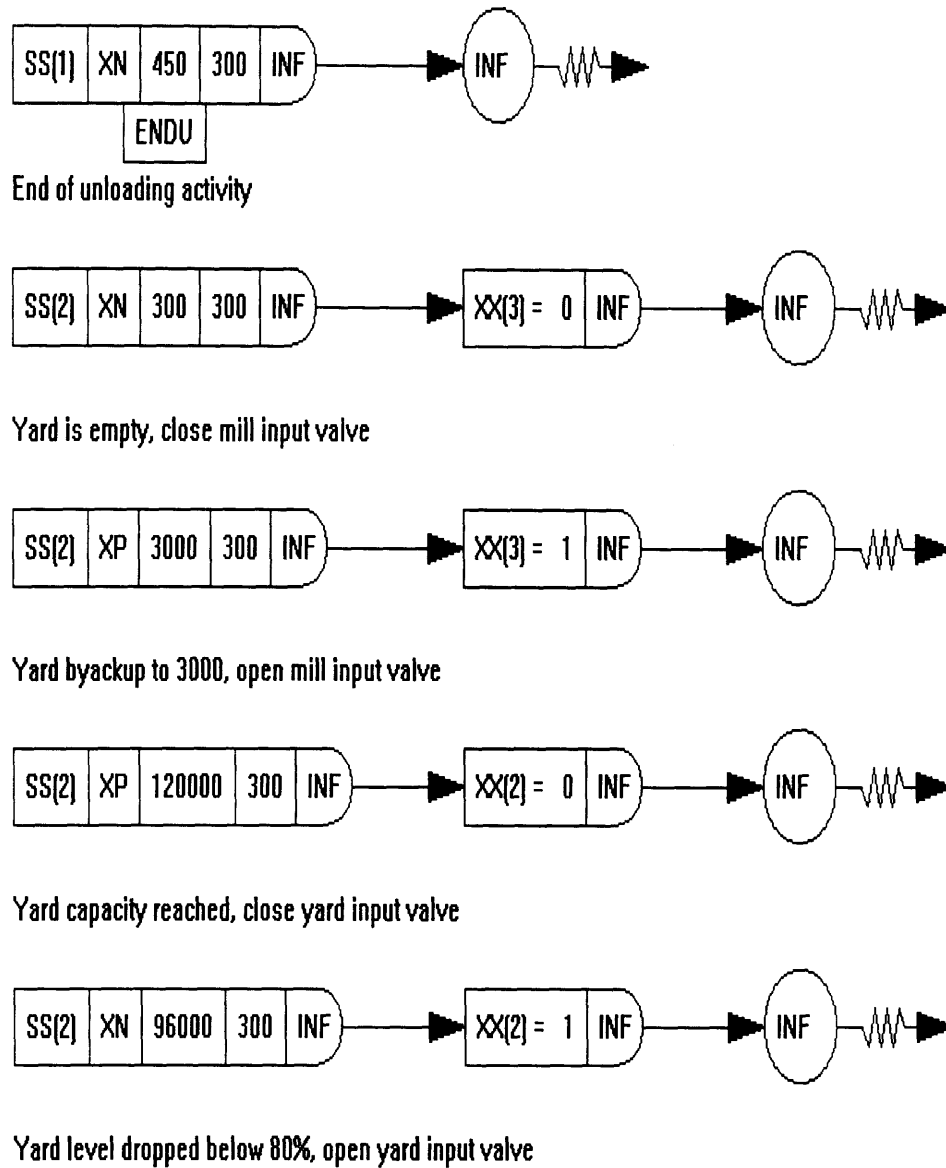 SS(1) XN 450 300 INF INF
ENDU
End of unloading activity
SS(2) XN 300 300 INF XX(3) = 0 INF INF
Yard is empty, close mill input valve
SS(2) XP 3000 300 INF XX(3) = 1 INF INF
Yard byackup to 3000, open mill input valve
SS(2) XP 120000 300 INF XX(2) = 0 INF INF
Yard capacity reached, close yard input valve
SS(2) XN 96000 300 INF XX(2) = 1 INF INF
Yard level dropped below 80%, open yard input valve